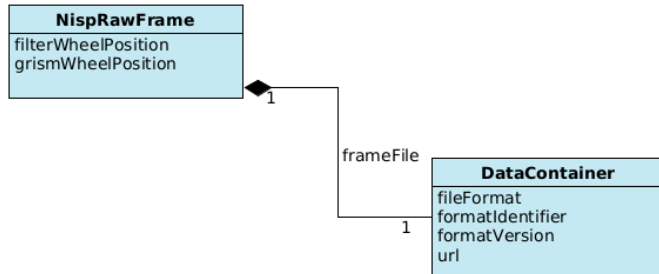 NispRawFrame
filterWheelPosition
grismWheelPosition
1
frameFile
1
DataContainer
fileFormat
formatIdentifier
formatVersion
url